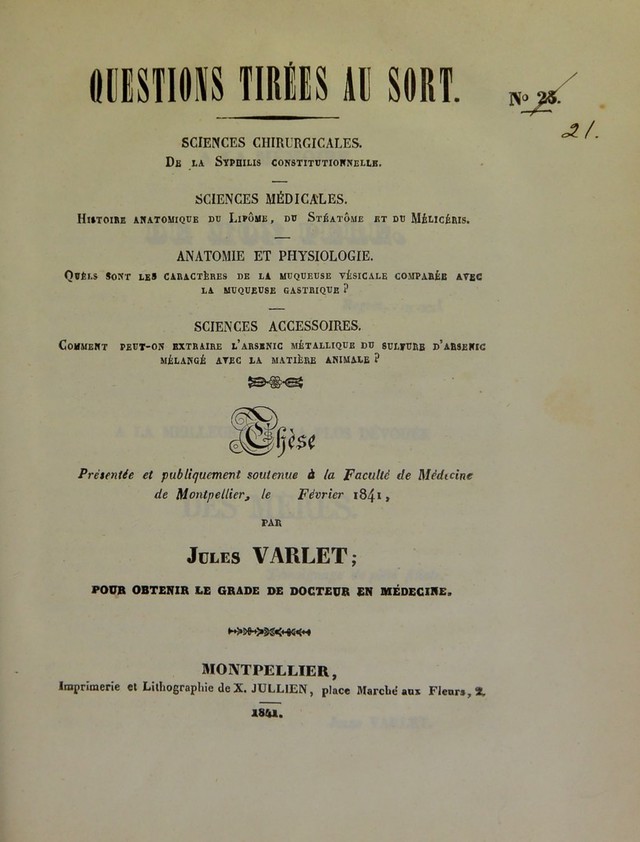 QUESTIONS TIRÉES AU SORT.
No 23.
21.
SCIENCES CHIRURGICALES.
DE LA SYPHILIS CONSTITUTIONNELLE.
SCIENCES MÉDICALES.
HISTOIRE ANATOMIQUE DU LIPÔME, DU STÉATÔME ET DU MÉLICÉRIS.
ANATOMIE ET PHYSIOLOGIE.
QUELS SONT LES CARACTÈRES DE LA MUQUEUSE VÉSICALE COMPARÉE AVEC
LA MUQUEUSE GASTRIQUE?
SCIENCES ACCESSOIRES.
COMMENT PEUT-ON EXTRAIRE L'ARSENIC MÉTALLIQUE DU SULFURE D'ARSENIC
MÉLANGÉ AVEC LA MATIÈRE ANIMALE?
Thèse
Présentée et publiquement soutenue à la Faculté de Médecine
de Montpellier, le Février 1841,
PAR
JULES VARLET;
POUR OBTENIR LE GRADE DE DOCTEUR EN MÉDECINE.
MONTPELLIER,
Imprimerie et Lithographie de X. JULLIEN, place Marché aux Fleurs, 2.
1841.